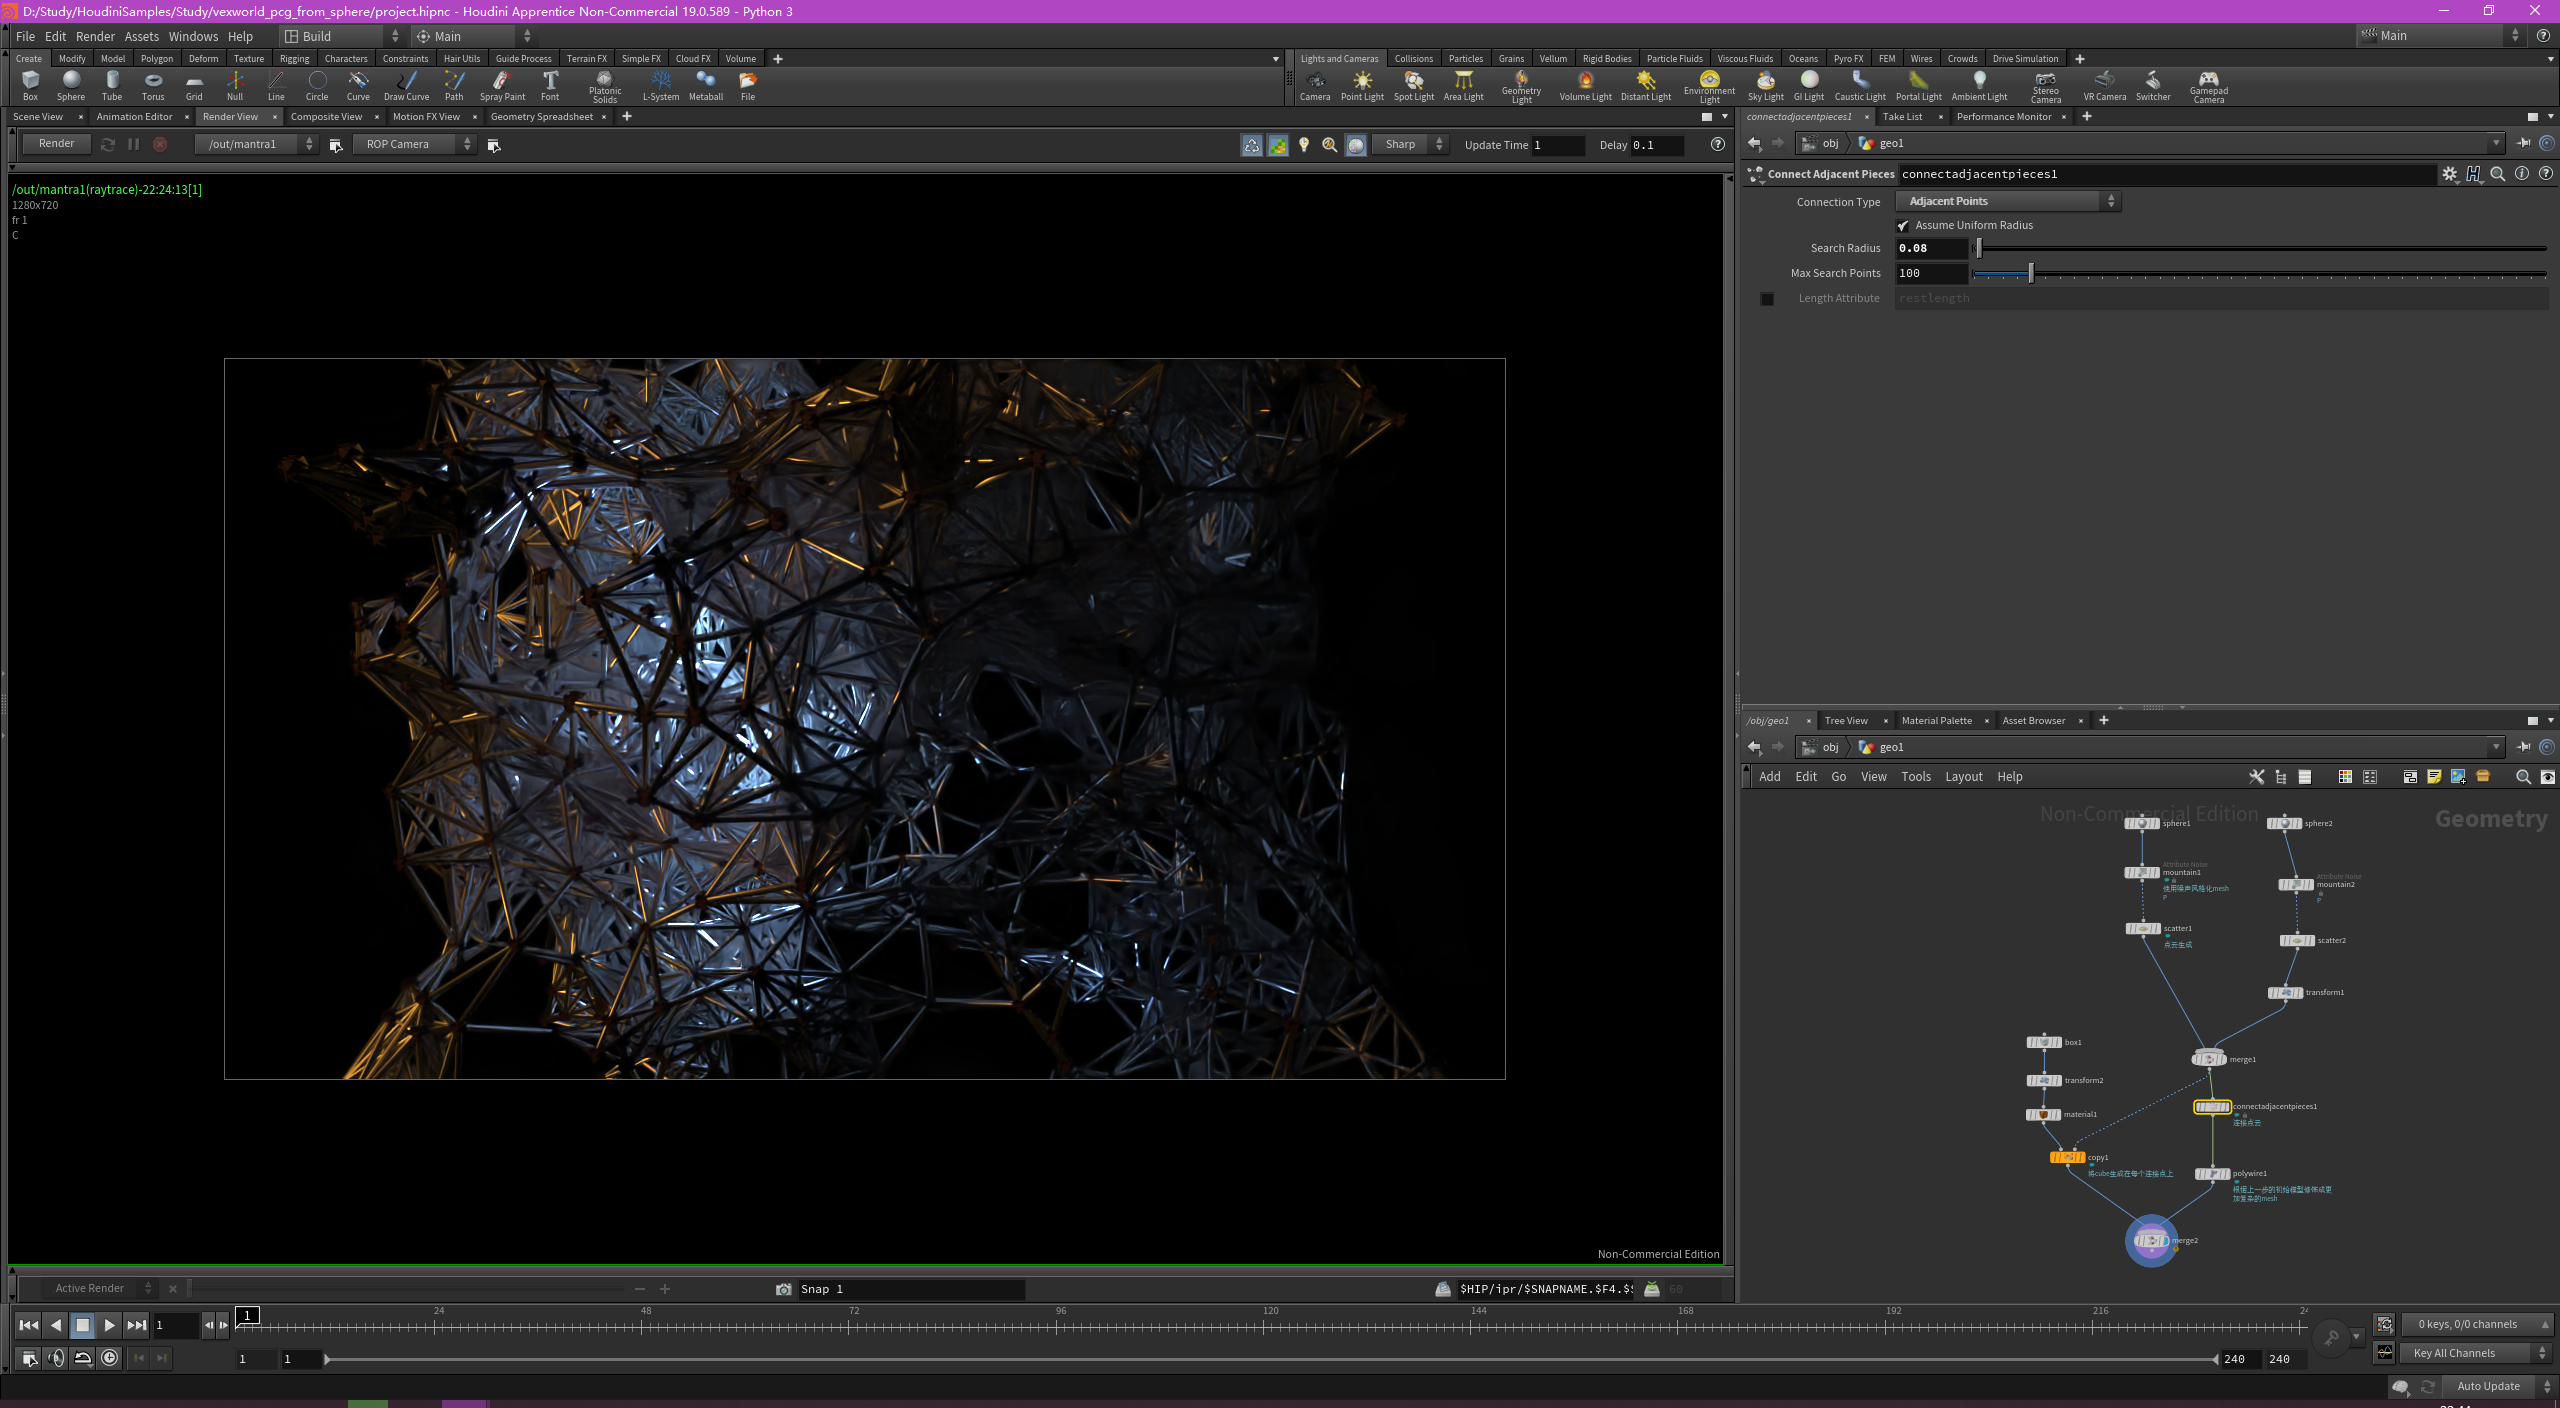 D:/Study/HoudiniSamples/Study/vexworld_pcg_from_sphere/project.hipnc - Houdini Apprentice Non-Commercial 19.0.589 - Python 3
File Edit Render Assets Windows Help Build Main Main
Create Modify Model Polygon Deform Texture Rigging Characters Constraints Hair Utils Guide Process Terrain FX Simple FX Cloud FX Volume
Lights and Cameras Collisions Particles Grains Vellum Rigid Bodies Particle Fluids Viscous Fluids Oceans Pyro FX FEM Wires Crowds Drive Simulation
Box Sphere Tube Torus Grid Null Line Circle Curve Draw Curve Path Spray Paint Font Platonic Solids L-System Metaball File
Camera Point Light Spot Light Area Light Geometry Light Volume Light Distant Light Environment Light Sky Light GI Light Caustic Light Portal Light Ambient Light Stereo Camera VR Camera Switcher Gamepad Camera
Scene View Animation Editor Render View Composite View Motion FX View Geometry Spreadsheet
Render /out/mantra1 ROP Camera Sharp Update Time 1 Delay 0.1
/out/mantra1(raytrace)-22:24:13[1]
1280x720
fr 1
C
Non-Commercial Edition
connectadjacentpieces1 Take List Performance Monitor
obj geo1
Connect Adjacent Pieces connectadjacentpieces1
Connection Type Adjacent Points
Assume Uniform Radius
Search Radius 0.08
Max Search Points 100
Length Attribute restlength
/obj/geo1 Tree View Material Palette Asset Browser
obj geo1
Add Edit Go View Tools Layout Help
Non-Commercial Edition
Geometry
sphere1
sphere2
Attribute Noise
mountain1
使用噪声风格化mesh
P
Attribute Noise
mountain2
P
scatter1
点云生成
scatter2
transform1
box1
merge1
transform2
connectadjacentpieces1
连接点云
material1
copy1
将cube生成在每个连接点上
polywire1
根据上一步的初始模型修饰成更
加复杂的mesh
merge2
Active Render Snap 1 $HIP/ipr/$SNAPNAME.$F4.$ 60
1 1 24 48 72 96 120 144 168 192 216 24
0 keys, 0/0 channels
1 1 240 240 Key All Channels
Auto Update